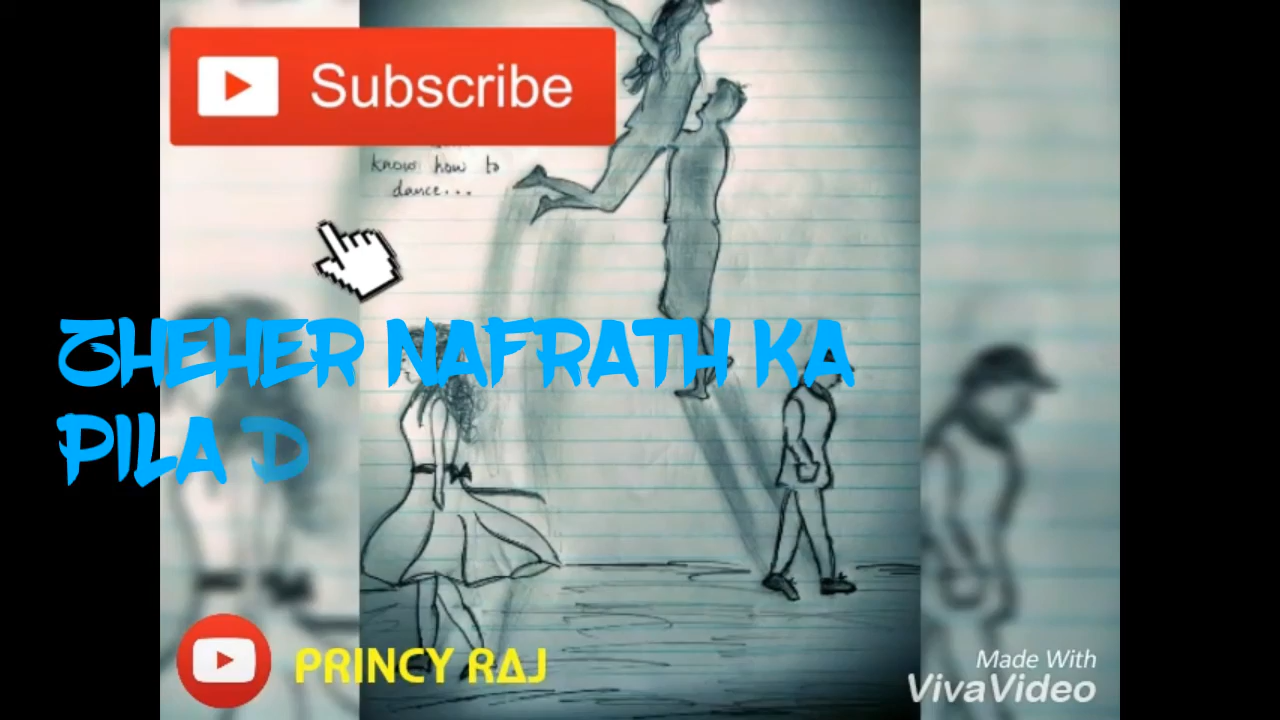 Subscribe
know how to
dance...
ZHEHER NAFRATH KA
PILA D
PRINCY RAJ
Made With
VivaVideo